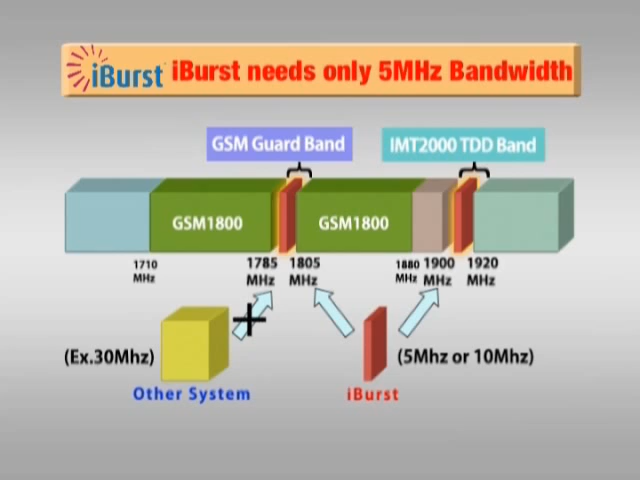 iBurst iBurst needs only 5MHz Bandwidth
GSM Guard Band
IMT2000 TDD Band
GSM1800
GSM1800
1710
MHz
1785
MHz
1805
MHz
1880
MHz
1900
MHz
1920
MHz
(Ex.30Mhz)
(5Mhz or 10Mhz)
Other System
iBurst